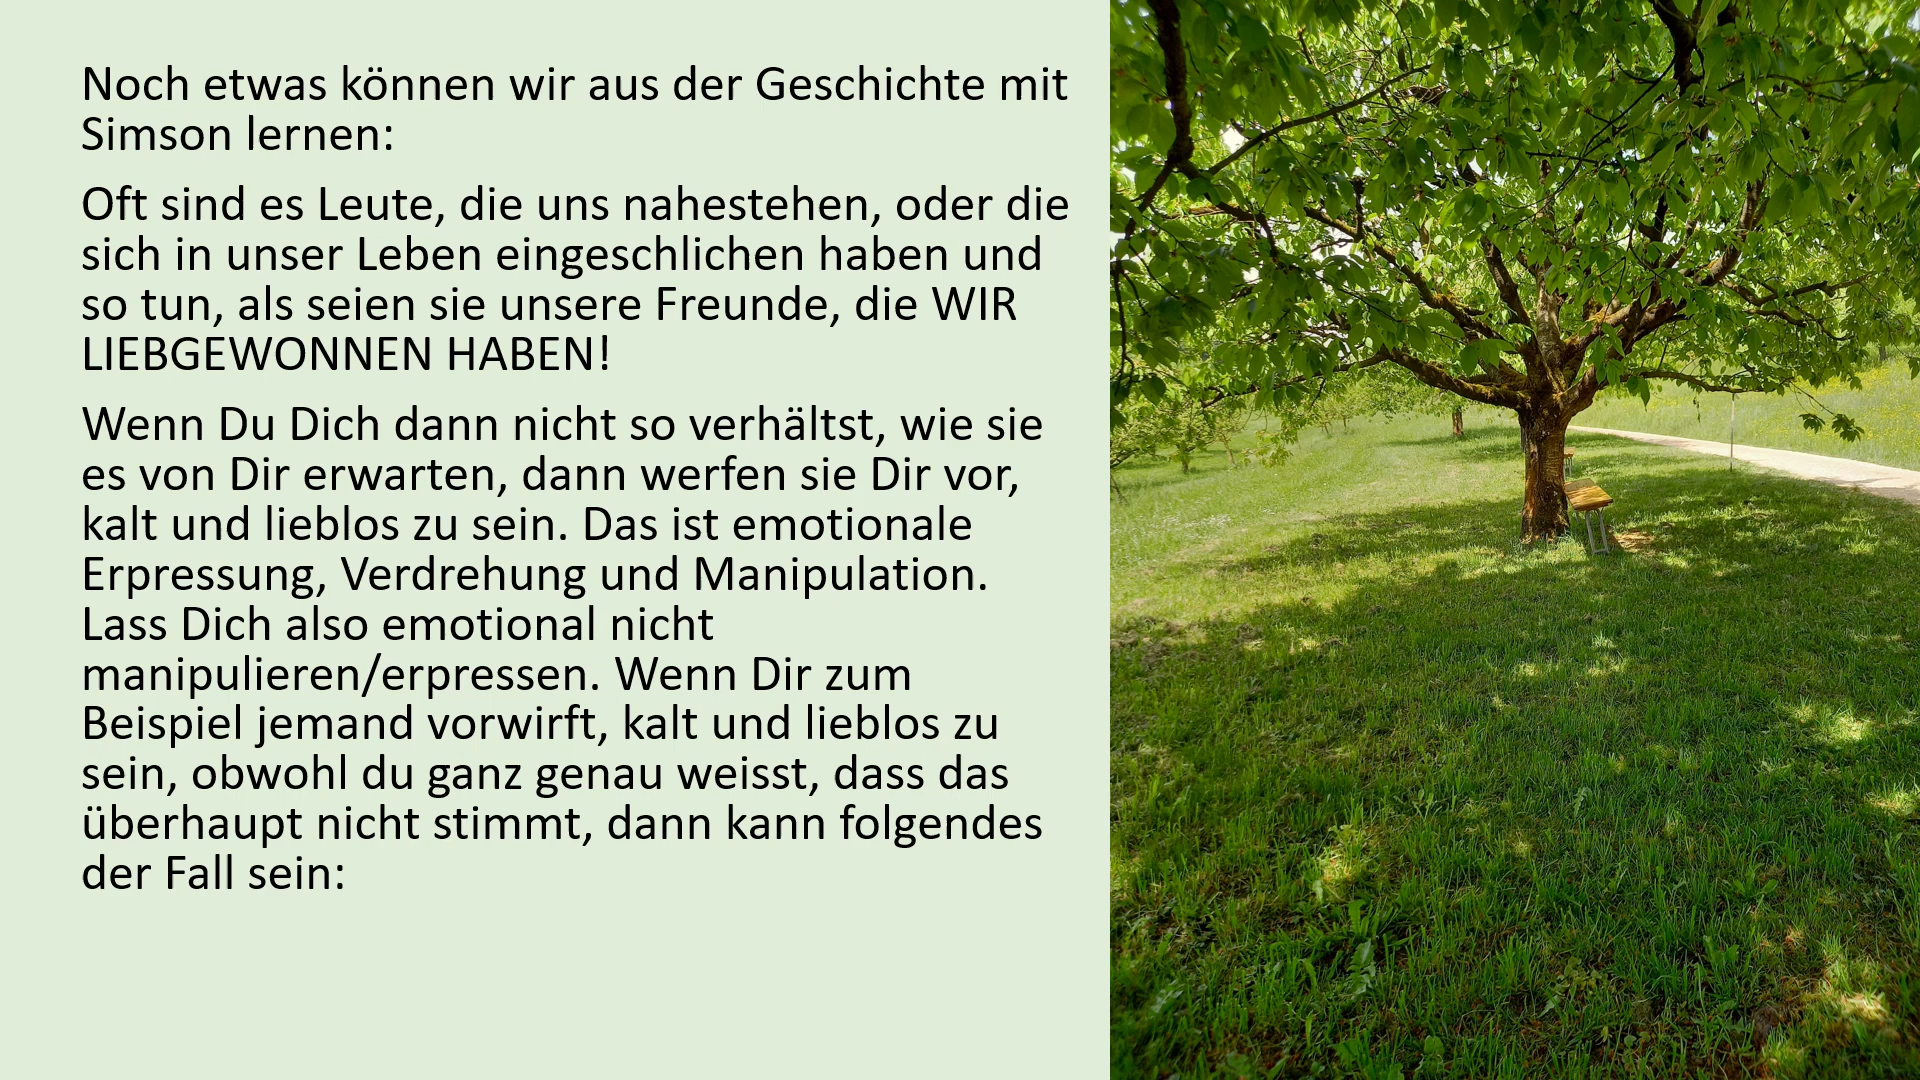 Noch etwas können wir aus der Geschichte mit
Simson lernen:
Oft sind es Leute, die uns nahestehen, oder die
sich in unser Leben eingeschlichen haben und
so tun, als seien sie unsere Freunde, die WIR
LIEBGEWONNEN HABEN!
Wenn Du Dich dann nicht so verhältst, wie sie
es von Dir erwarten, dann werfen sie Dir vor,
kalt und lieblos zu sein. Das ist emotionale
Erpressung, Verdrehung und Manipulation.
Lass Dich also emotional nicht
manipulieren/erpressen. Wenn Dir zum
Beispiel jemand vorwirft, kalt und lieblos zu
sein, obwohl du ganz genau weisst, dass das
überhaupt nicht stimmt, dann kann folgendes
der Fall sein: